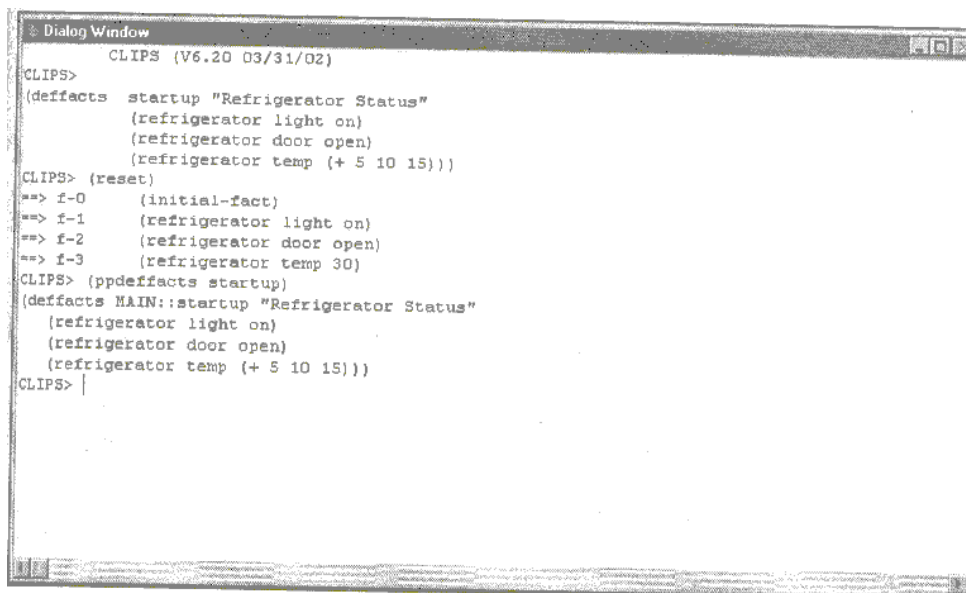 Dialog Window
CLIPS (V6.20 03/31/02)
CLIPS>
(deffacts startup "Refrigerator Status"
(refrigerator light on)
(refrigerator door open)
(refrigerator temp (+ 5 10 15)))
CLIPS> (reset)
==> f-0 (initial-fact)
==> f-1 (refrigerator light on)
==> f-2 (refrigerator door open)
==> f-3 (refrigerator temp 30)
CLIPS> (ppdeffacts startup)
(deffacts MAIN::startup "Refrigerator Status"
(refrigerator light on)
(refrigerator door open)
(refrigerator temp (+ 5 10 15)))
CLIPS>